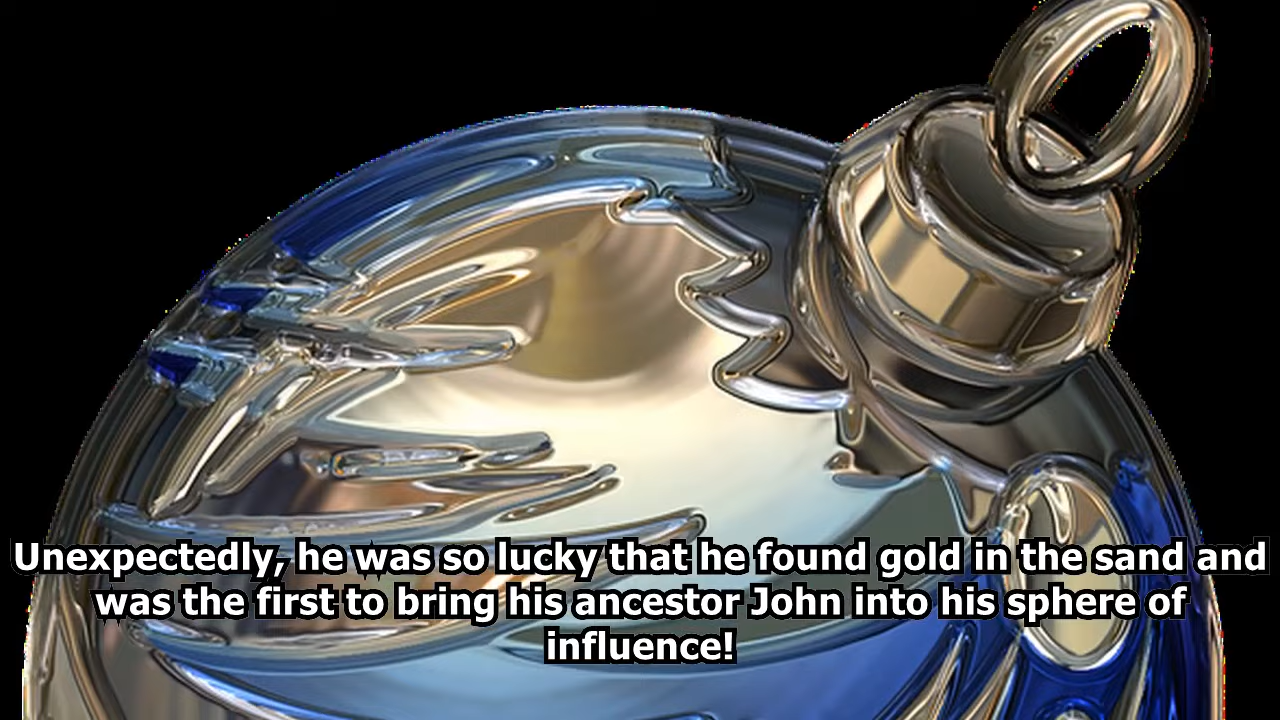 Unexpectedly, he was so lucky that he found gold in the sand and
was the first to bring his ancestor John into his sphere of
influence!